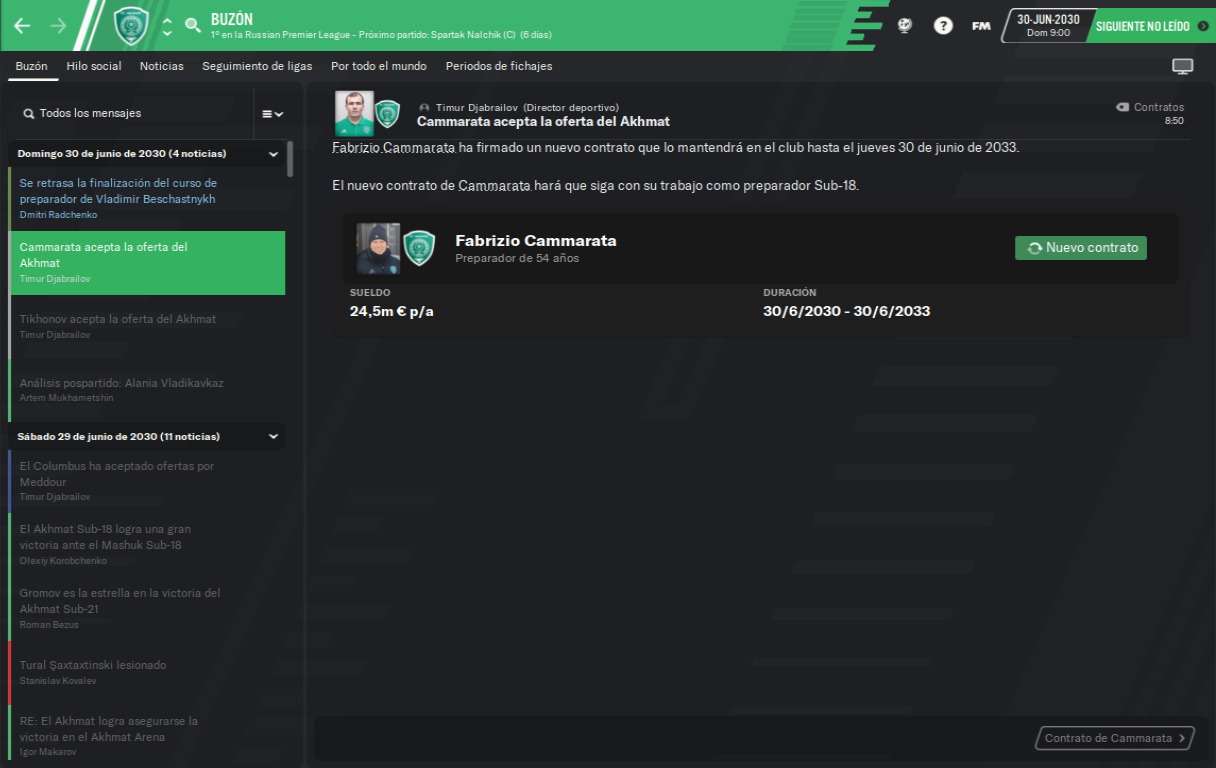 BUZÓN
1º en la Russian Premier League - Próximo partido: Spartak Nalchik (C) (6 días)
?
FM
30-JUN-2030
Dom 9:00
SIGUIENTE NO LEÍDO
Buzón Hilo social Noticias Seguimiento de ligas Por todo el mundo Periodos de fichajes
Todos los mensajes
Domingo 30 de junio de 2030 (4 noticias)
Se retrasa la finalización del curso de
preparador de Vladimir Beschastnykh
Dmitri Radchenko
Cammarata acepta la oferta del
Akhmat
Timur Djabrailov
Tikhonov acepta la oferta del Akhmat
Timur Djabrailov
Análisis pospartido: Alania Vladikavkaz
Artem Mukhametshin
Sábado 29 de junio de 2030 (11 noticias)
El Columbus ha aceptado ofertas por
Meddour
Timur Djabrailov
El Akhmat Sub-18 logra una gran
victoria ante el Mashuk Sub-18
Olexiy Korobchenko
Gromov es la estrella en la victoria del
Akhmat Sub-21
Roman Bezus
Tural Şaxtaxtinski lesionado
Stanislav Kovalev
RE: El Akhmat logra asegurarse la
victoria en el Akhmat Arena
Igor Makarov
Timur Djabrailov (Director deportivo)
Cammarata acepta la oferta del Akhmat
Contratos
8:50
Fabrizio Cammarata ha firmado un nuevo contrato que lo mantendrá en el club hasta el jueves 30 de junio de 2033.
El nuevo contrato de Cammarata hará que siga con su trabajo como preparador Sub-18.
Fabrizio Cammarata
Preparador de 54 años
Nuevo contrato
SUELDO
24,5m € p/a
DURACIÓN
30/6/2030 - 30/6/2033
Contrato de Cammarata